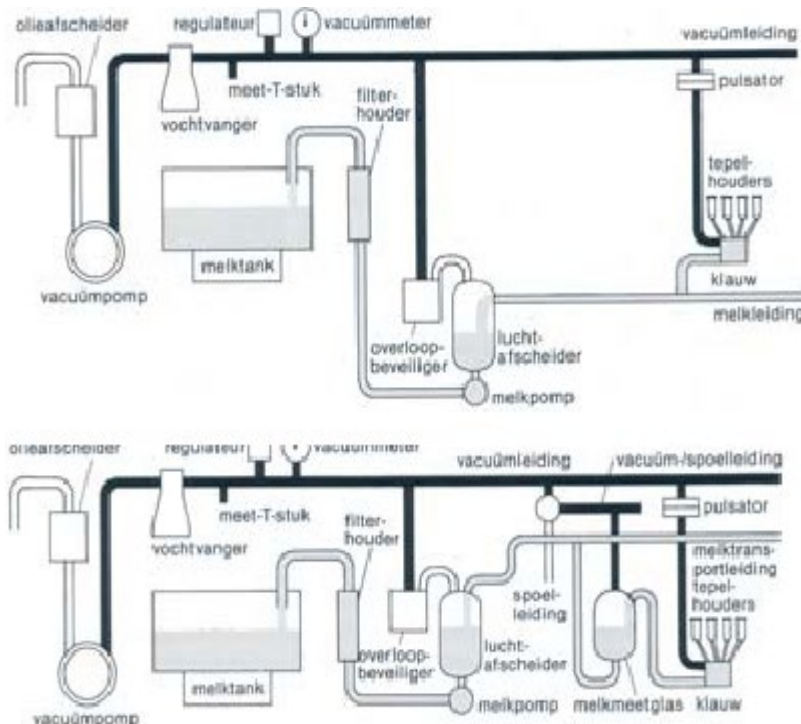 olieafscheider
regulateur
vacuümmeter
vacuümleiding
meet-T-stuk
filter-
houder
pulsator
vochtvanger
tepel-
houders
melktank
vacuümpomp
klauw
melkleiding
overloop-
beveiliger
lucht-
afscheider
melkpomp
olieafscheider
regulateur
vacuümmeter
vacuümleiding
vacuüm-/spoelleiding
meet-T-stuk
filter-
houder
pulsator
vochtvanger
melktrans-
portleiding
tepel-
houders
spoel-
leiding
overloop-
beveiliger
lucht-
afscheider
melktank
melkpomp
melkmeetglas
klauw
vacuümpomp